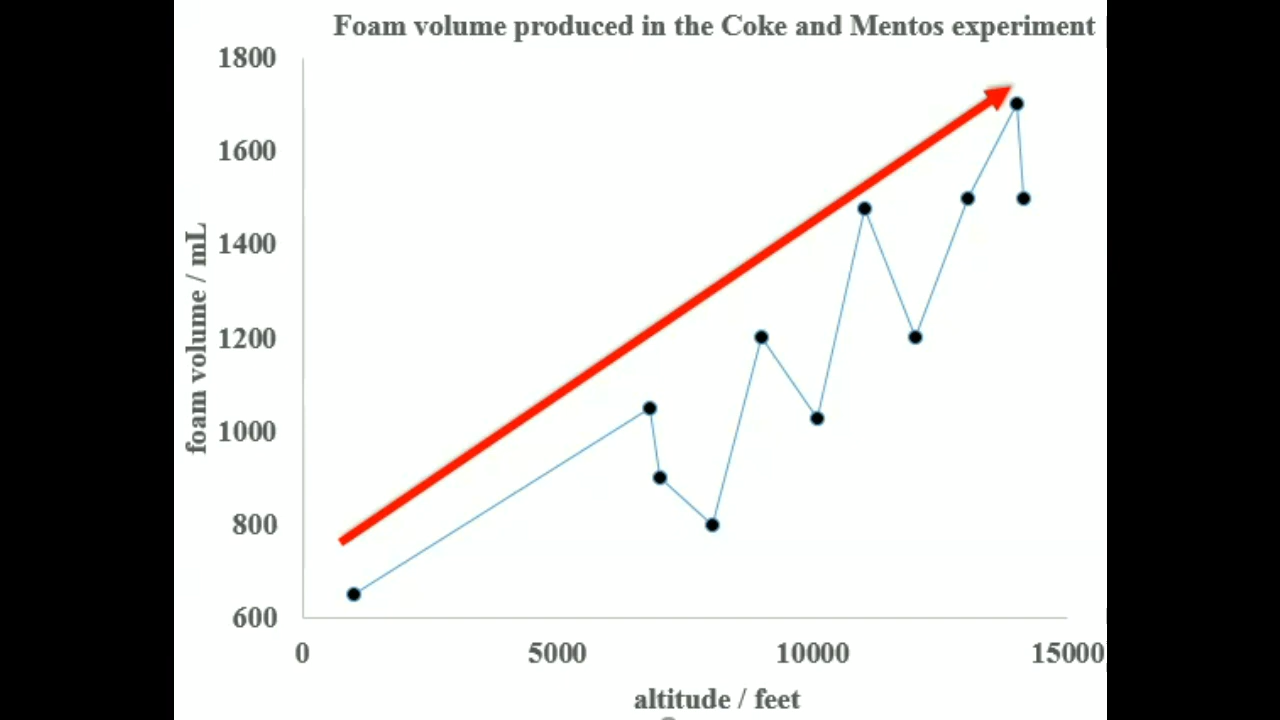 Foam volume produced in the Coke and Mentos experiment
1800
1600
1400
1200
1000
800
600
foam volume / mL
0 5000 10000 15000
altitude / feet